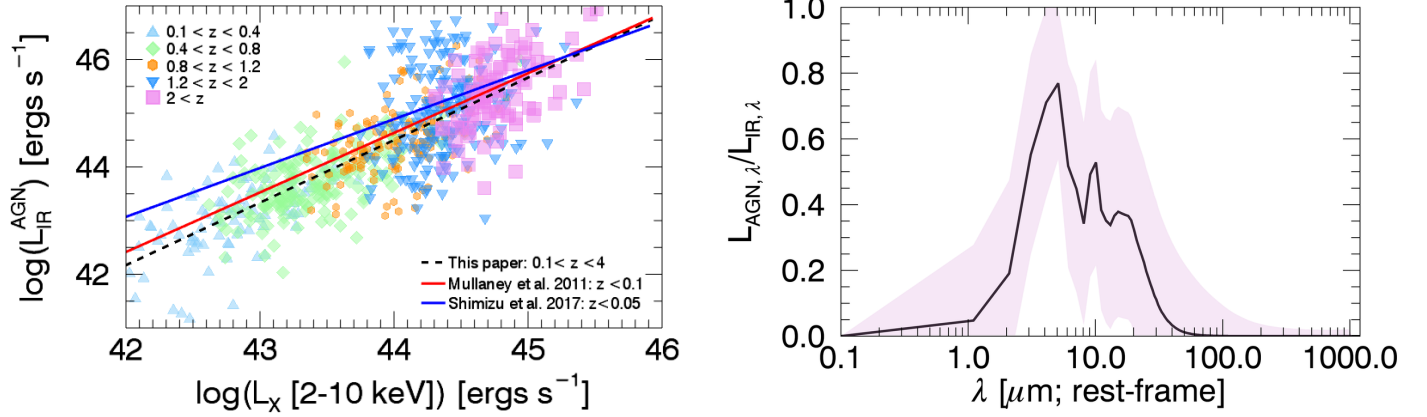 log(L_IR^AGN) [ergs s⁻¹]
46
44
42
0.1 < z < 0.4
0.4 < z < 0.8
0.8 < z < 1.2
1.2 < z < 2
2 < z
This paper: 0.1< z < 4
Mullaney et al. 2011: z <0.1
Shimizu et al. 2017: z<0.05
42 43 44 45 46
log(L_X [2-10 keV]) [ergs s⁻¹]
L_AGN, λ/L_IR, λ
1.0
0.8
0.6
0.4
0.2
0.0
0.1 1.0 10.0 100.0 1000.0
λ [μm; rest-frame]